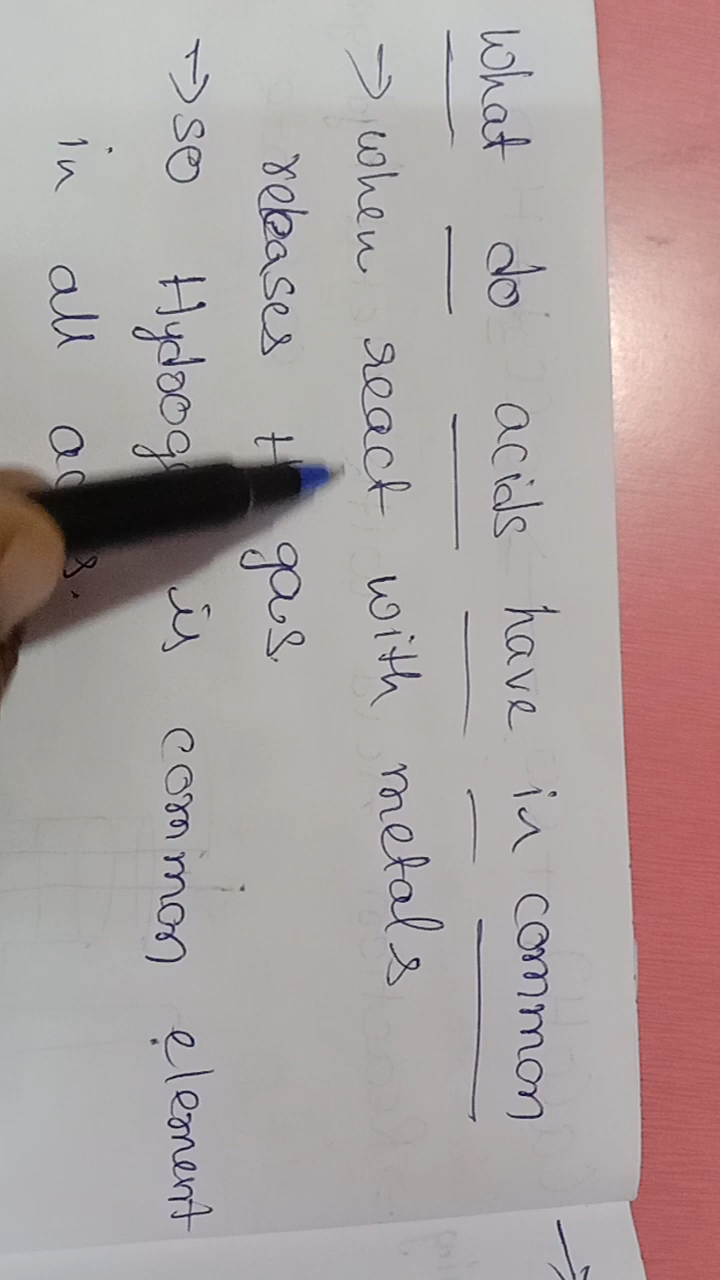 What do acids have in common
→ when react with metals
releases gas.
→ so is common element
in all